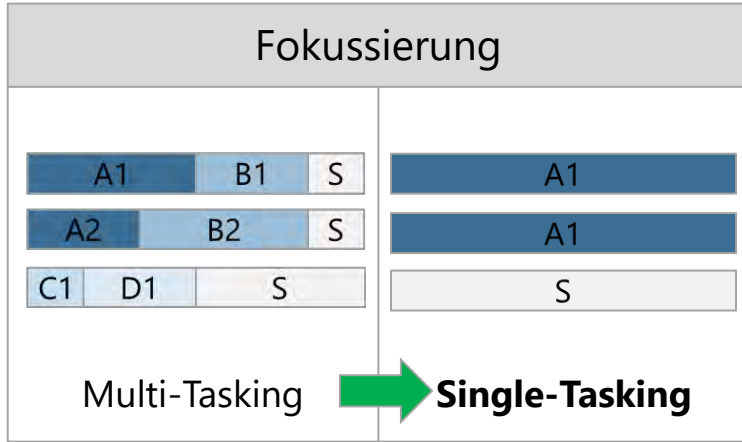 Fokussierung
A1 B1 S
A2 B2 S
C1 D1 S
Multi-Tasking
A1
A1
S
Single-Tasking